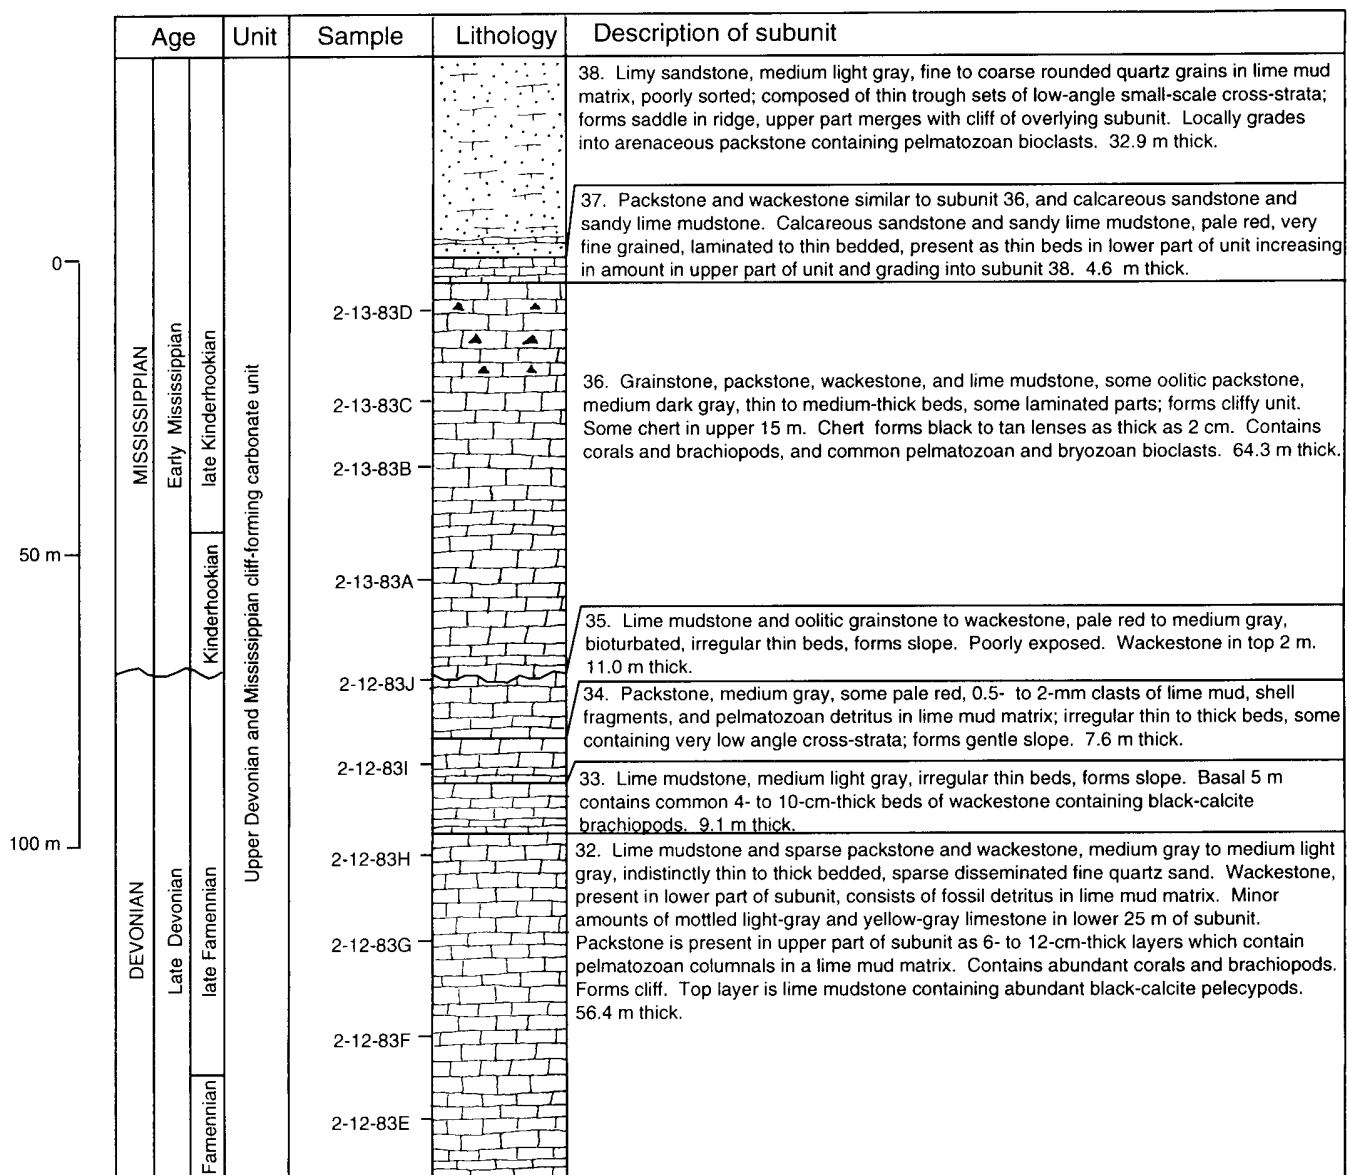 Age Unit Sample Lithology Description of subunit
38. Limy sandstone, medium light gray, fine to coarse rounded quartz grains in lime mud
matrix, poorly sorted; composed of thin trough sets of low-angle small-scale cross-strata;
forms saddle in ridge, upper part merges with cliff of overlying subunit. Locally grades
into arenaceous packstone containing pelmatozoan bioclasts. 32.9 m thick.
37. Packstone and wackestone similar to subunit 36, and calcareous sandstone and
sandy lime mudstone. Calcareous sandstone and sandy lime mudstone, pale red, very
fine grained, laminated to thin bedded, present as thin beds in lower part of unit increasing
in amount in upper part of unit and grading into subunit 38. 4.6 m thick.
36. Grainstone, packstone, wackestone, and lime mudstone, some oolitic packstone,
medium dark gray, thin to medium-thick beds, some laminated parts; forms cliffy unit.
Some chert in upper 15 m. Chert forms black to tan lenses as thick as 2 cm. Contains
corals and brachiopods, and common pelmatozoan and bryozoan bioclasts. 64.3 m thick.
35. Lime mudstone and oolitic grainstone to wackestone, pale red to medium gray,
bioturbated, irregular thin beds, forms slope. Poorly exposed. Wackestone in top 2 m.
11.0 m thick.
34. Packstone, medium gray, some pale red, 0.5- to 2-mm clasts of lime mud, shell
fragments, and pelmatozoan detritus in lime mud matrix; irregular thin to thick beds, some
containing very low angle cross-strata; forms gentle slope. 7.6 m thick.
33. Lime mudstone, medium light gray, irregular thin beds, forms slope. Basal 5 m
contains common 4- to 10-cm-thick beds of wackestone containing black-calcite
brachiopods. 9.1 m thick.
32. Lime mudstone and sparse packstone and wackestone, medium gray to medium light
gray, indistinctly thin to thick bedded, sparse disseminated fine quartz sand. Wackestone,
present in lower part of subunit, consists of fossil detritus in lime mud matrix. Minor
amounts of mottled light-gray and yellow-gray limestone in lower 25 m of subunit.
Packstone is present in upper part of subunit as 6- to 12-cm-thick layers which contain
pelmatozoan columnals in a lime mud matrix. Contains abundant corals and brachiopods.
Forms cliff. Top layer is lime mudstone containing abundant black-calcite pelecypods.
56.4 m thick.
0
50 m
100 m
MISSISSIPPIAN
DEVONIAN
Early Mississippian
Late Devonian
late Kinderhookian
Kinderhookian
late Famennian
Famennian
Upper Devonian and Mississippian cliff-forming carbonate unit
2-13-83D
2-13-83C
2-13-83B
2-13-83A
2-12-83J
2-12-83I
2-12-83H
2-12-83G
2-12-83F
2-12-83E